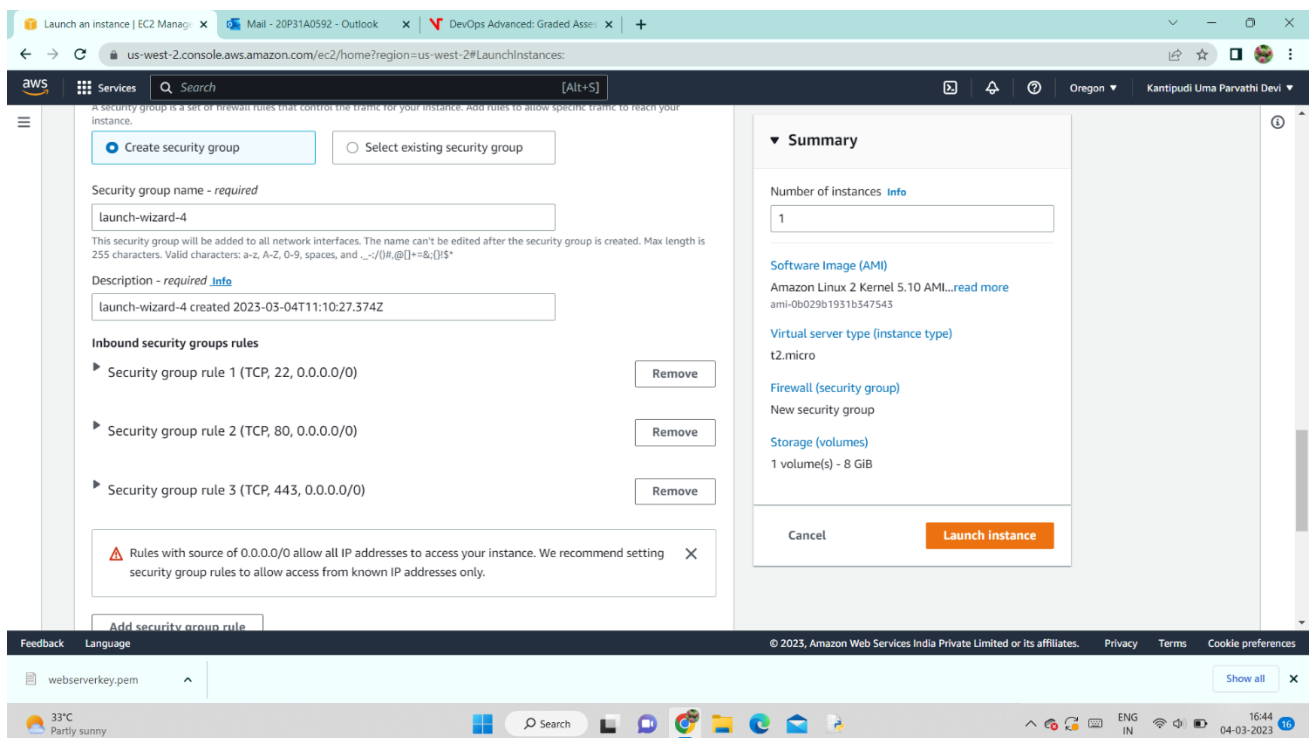 Launch an instance | EC2 Manage
Mail - 20P31A0592 - Outlook
DevOps Advanced: Graded Asses
us-west-2.console.aws.amazon.com/ec2/home?region=us-west-2#LaunchInstances:
aws
Services
Search
[Alt+S]
Oregon
Kantipudi Uma Parvathi Devi
A security group is a set of firewall rules that control the traffic for your instance. Add rules to allow specific traffic to reach your
instance.
Create security group
Select existing security group
Security group name - required
launch-wizard-4
This security group will be added to all network interfaces. The name can't be edited after the security group is created. Max length is
255 characters. Valid characters: a-z, A-Z, 0-9, spaces, and ._-:/()#,@[]+=&;{}!$*
Description - required Info
launch-wizard-4 created 2023-03-04T11:10:27.374Z
Inbound security groups rules
Security group rule 1 (TCP, 22, 0.0.0.0/0)
Remove
Security group rule 2 (TCP, 80, 0.0.0.0/0)
Remove
Security group rule 3 (TCP, 443, 0.0.0.0/0)
Remove
Rules with source of 0.0.0.0/0 allow all IP addresses to access your instance. We recommend setting
security group rules to allow access from known IP addresses only.
Add security group rule
Summary
Number of instances Info
1
Software Image (AMI)
Amazon Linux 2 Kernel 5.10 AMI...read more
ami-0b029b1931b347543
Virtual server type (instance type)
t2.micro
Firewall (security group)
New security group
Storage (volumes)
1 volume(s) - 8 GiB
Cancel
Launch instance
Feedback
Language
© 2023, Amazon Web Services India Private Limited or its affiliates.
Privacy
Terms
Cookie preferences
webserverkey.pem
Show all
33°C
Partly sunny
Search
ENG
IN
16:44
04-03-2023
16